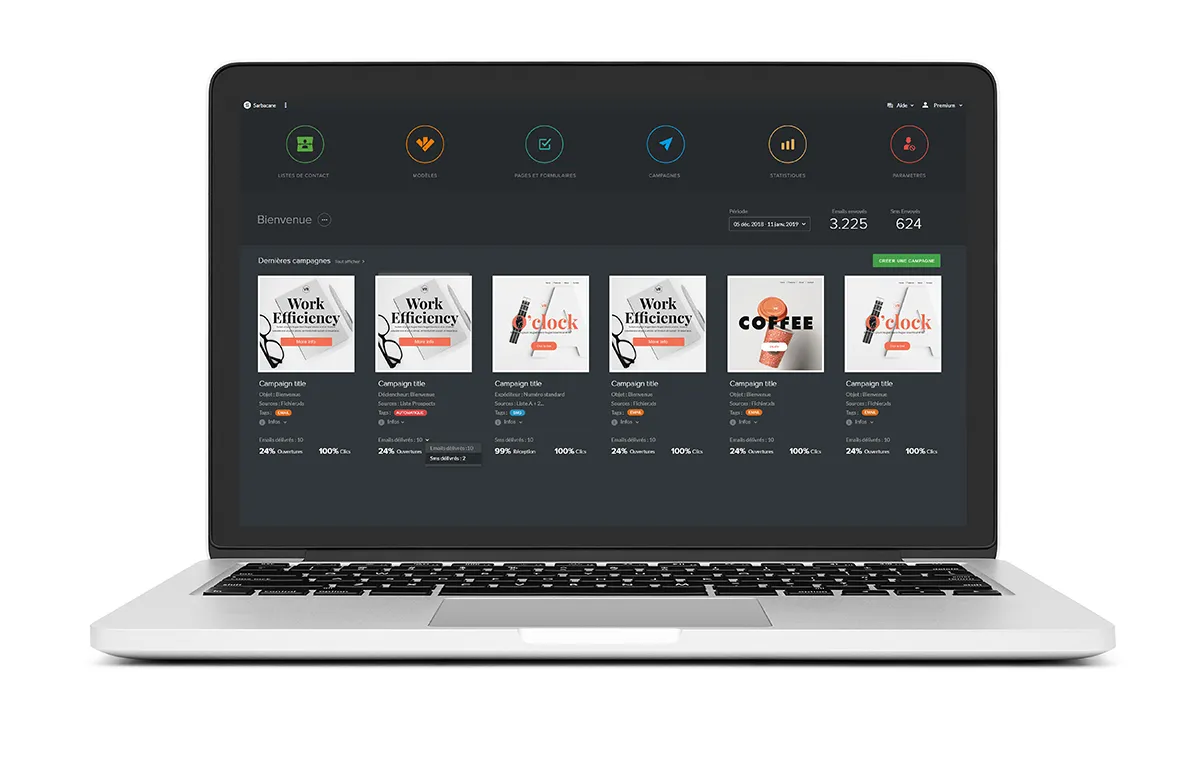 Sarbacane
Aide
Premium
LISTES DE CONTACT
MODÈLES
PAGES ET FORMULAIRES
CAMPAGNES
STATISTIQUES
PARAMÈTRES
Bienvenue
Période
05 déc. 2018 - 11 janv. 2019
Emails envoyés
3.225
Sms Envoyés
624
Dernières campagnes
Tout afficher
CRÉER UNE CAMPAGNE
Work
Efficiency
More info
Campaign title
Objet : Bienvenue
Sources : Fichier.xls
Tags : EMAIL
Infos
Emails délivrés : 10
24% Ouvertures 100% Clics
Work
Efficiency
More info
Campaign title
Déclencheur: Bienvenue
Sources : Liste Prospects
Tags : AUTOMATIQUE
Infos
Emails délivrés : 10
24% Ouvertures
Emails délivrés : 10
Sms délivrés : 2
O'clock
Campaign title
Expéditeur : Numéro standard
Sources : Liste A + 2...
Tags : SMS
Infos
Sms délivrés : 10
99% Réception 100% Clics
Work
Efficiency
More info
Campaign title
Objet : Bienvenue
Sources : Fichier.xls
Tags : EMAIL
Infos
Emails délivrés : 10
24% Ouvertures 100% Clics
COFFEE
Campaign title
Objet : Bienvenue
Sources : Fichier.xls
Tags : EMAIL
Infos
Emails délivrés : 10
24% Ouvertures 100% Clics
O'clock
Campaign title
Objet : Bienvenue
Sources : Fichier.xls
Tags : EMAIL
Infos
Emails délivrés : 10
24% Ouvertures 100% Clics
control
option